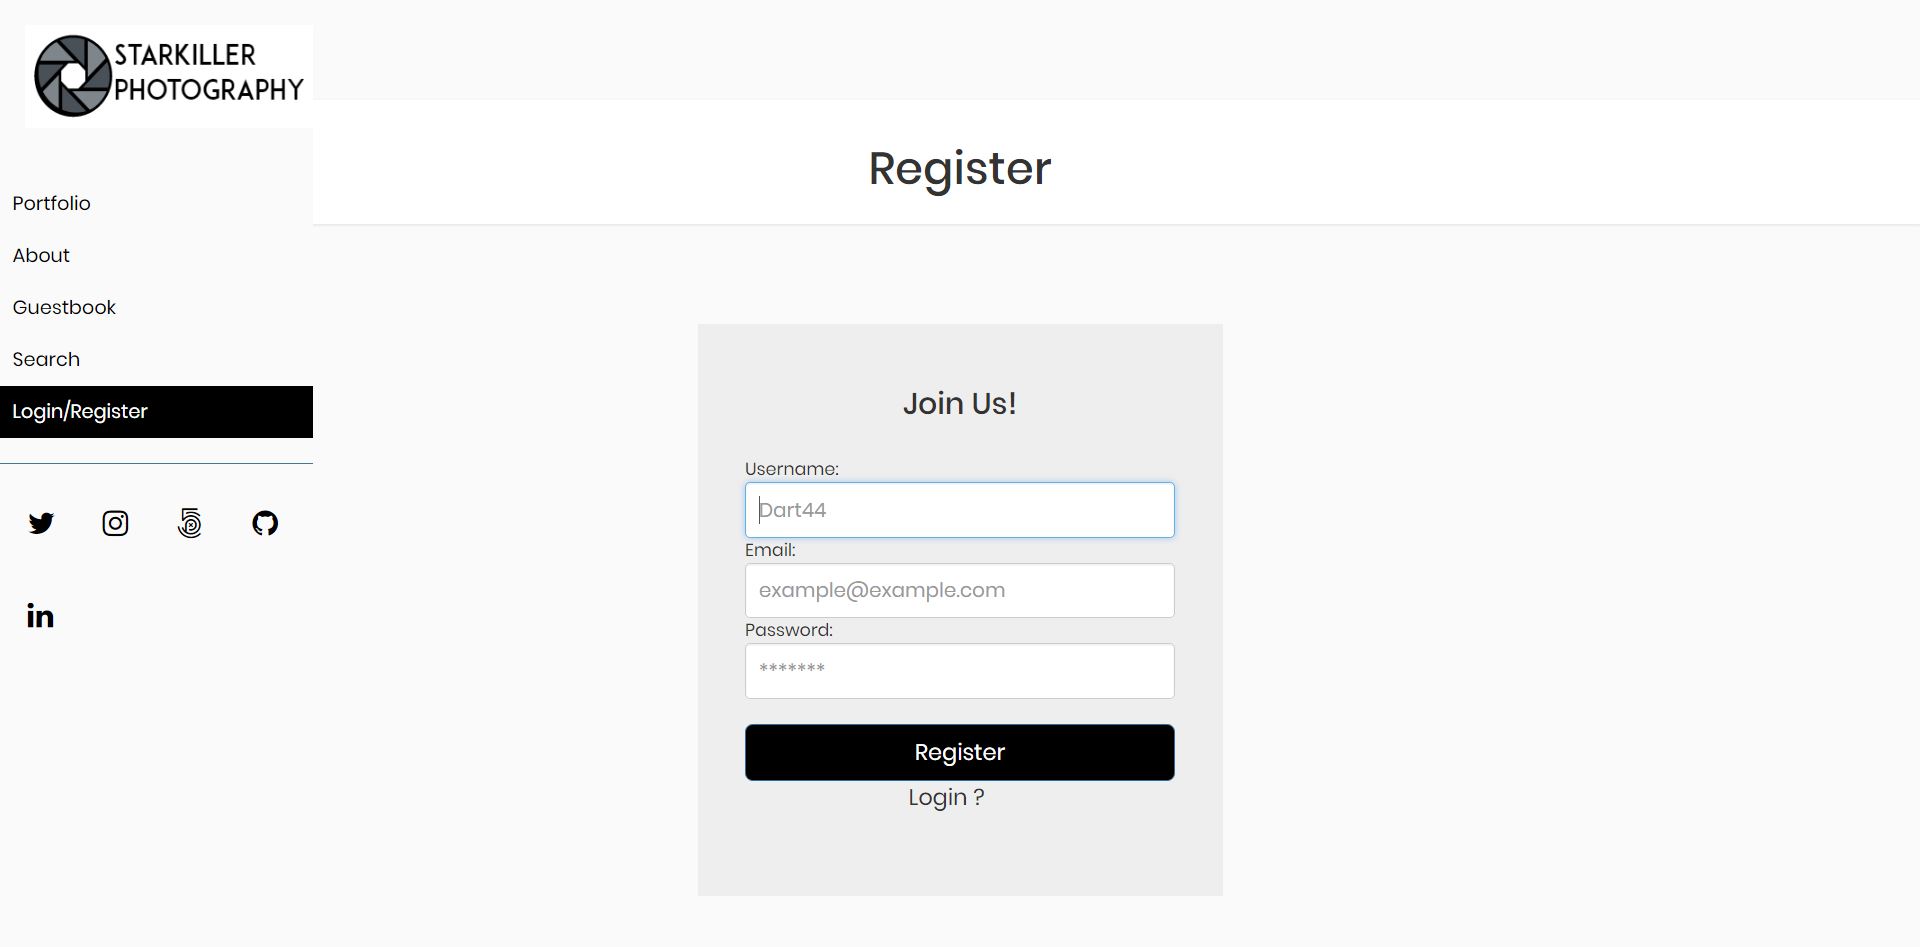 STARKILLER
PHOTOGRAPHY
Portfolio
About
Guestbook
Search
Login/Register
Register
Join Us!
Username:
Dart44
Email:
example@example.com
Password:
*******
Register
Login ?